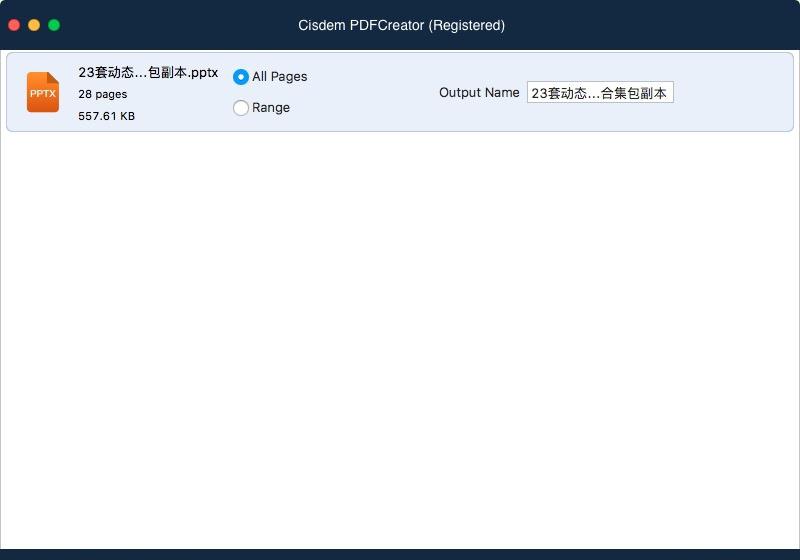 Cisdem PDFCreator (Registered)
PPTX
23套动态...包副本.pptx
28 pages
557.61 KB
All Pages
Range
Output Name
23套动态...合集包副本